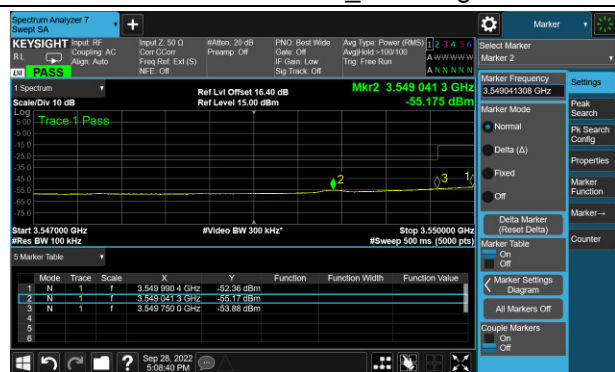 Spectrum Analyzer 7
Swept SA
Marker
KEYSIGHT
RL
LXI PASS
Input: RF
Coupling: AC
Align: Auto
Input Z: 50 Ω
Corr CCorr
Freq Ref: Ext (S)
NFE: Off
#Atten: 20 dB
Preamp: Off
PNO: Best Wide
Gate: Off
IF Gain: Low
Sig Track: Off
Avg Type: Power (RMS)
Avg|Hold:>100/100
Trig: Free Run
1 2 3 4 5 6
A W W W W W
A N N N N N
Select Marker
Marker 2
1 Spectrum
Scale/Div 10 dB
Log
Ref Lvl Offset 16.40 dB
Ref Level 15.00 dBm
Mkr2 3.549 041 3 GHz
-55.175 dBm
Trace 1 Pass
5.00
-5.00
-15.0
-25.0
-35.0
-45.0
-55.0
-65.0
-75.0
2
3
1
Start 3.547000 GHz
#Res BW 100 kHz
#Video BW 300 kHz*
Stop 3.550000 GHz
#Sweep 500 ms (5000 pts)
5 Marker Table
Mode Trace Scale X Y Function Function Width Function Value
1 N 1 f 3.549 990 4 GHz -52.36 dBm
2 N 1 f 3.549 041 3 GHz -55.17 dBm
3 N 1 f 3.549 750 0 GHz -53.88 dBm
4
5
6
Marker Frequency
3.549041308 GHz
Marker Mode
Normal
Delta (Δ)
Fixed
Off
Delta Marker
(Reset Delta)
Marker Table
On
Off
Marker Settings
Diagram
All Markers Off
Couple Markers
On
Off
Settings
Peak
Search
Pk Search
Config
Properties
Marker
Function
Marker→
Counter
Sep 28, 2022
5:08:40 PM